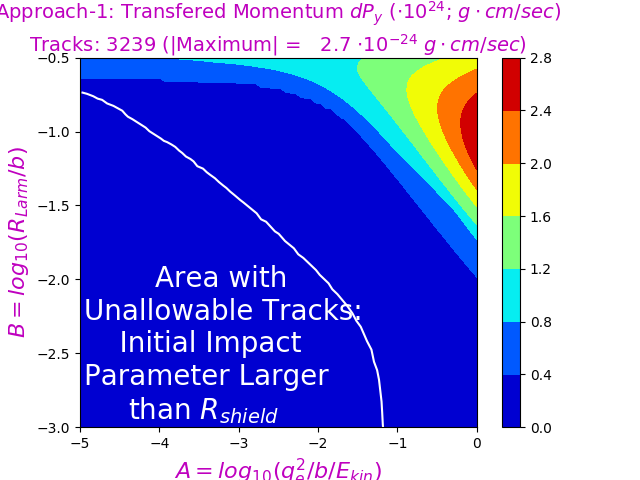 Approach-1: Transfered Momentum dP_y (·10^24; g · cm/sec)
Tracks: 3239 (|Maximum| = 2.7 ·10^−24 g · cm/sec)
−0.5
−1.0
−1.5
−2.0
−2.5
−3.0
B = log_10(R_Larm/b)
Area with
Unallowable Tracks:
Initial Impact
Parameter Larger
than R_shield
−5 −4 −3 −2 −1 0
A = log_10(q_e^2/b/E_kin)
2.8
2.4
2.0
1.6
1.2
0.8
0.4
0.0